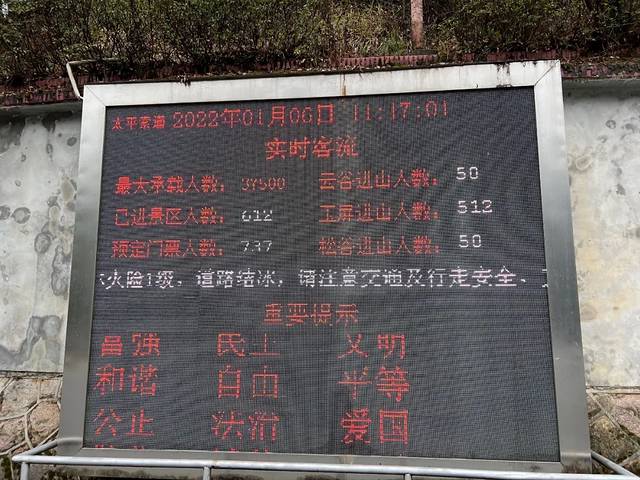 太平索道 2022年01月06日 11:17:01
实时客流
最大承载人数: 37500 云谷进山人数: 50
已进景区人数: 612 玉屏进山人数: 512
预定门票人数: 737 松谷进山人数: 50
火险1级, 道路结冰, 请注意交通及行走安全、
重要提示
富强 民主 文明
和谐 自由 平等
公正 法治 爱国